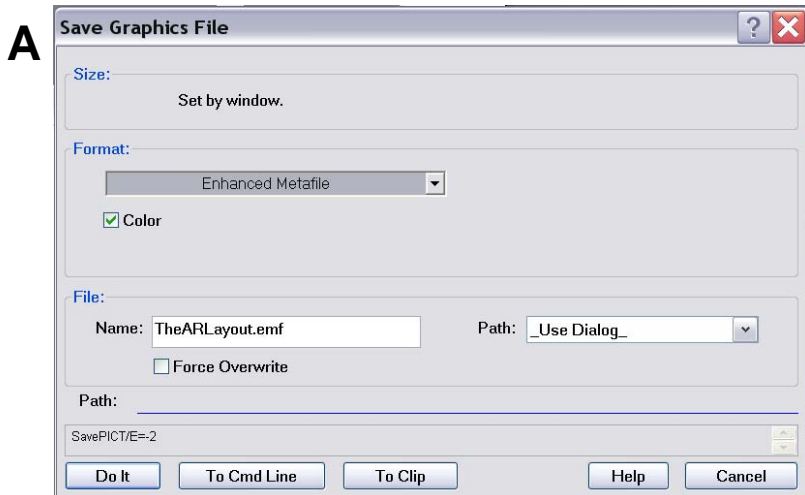 A
Save Graphics File
Size:
Set by window.
Format:
Enhanced Metafile
Color
File:
Name: TheARLayout.emf Path: _Use Dialog_
Force Overwrite
Path:
SavePICT/E=-2
Do It To Cmd Line To Clip Help Cancel